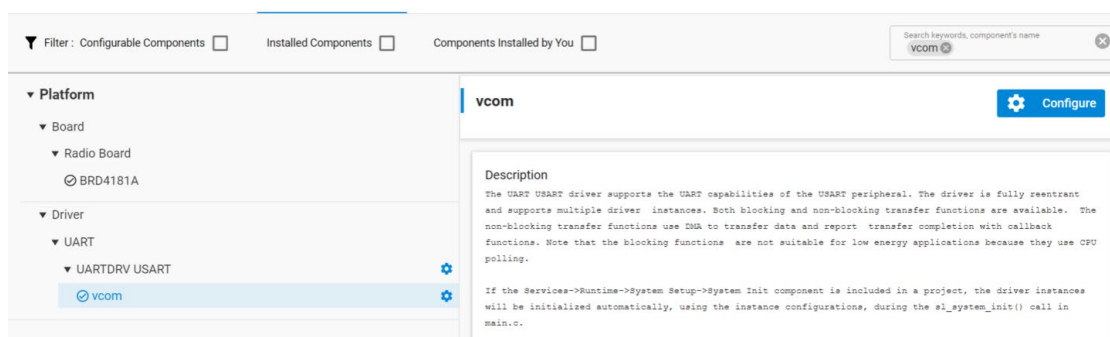 Filter : Configurable Components
Installed Components
Components Installed by You
Search keywords, component's name
vcom
Platform
Board
Radio Board
BRD4181A
Driver
UART
UARTDRV USART
vcom
vcom
Configure
Description
The UART USART driver supports the UART capabilities of the USART peripheral. The driver is fully reentrant
and supports multiple driver instances. Both blocking and non-blocking transfer functions are available. The
non-blocking transfer functions use DMA to transfer data and report transfer completion with callback
functions. Note that the blocking functions are not suitable for low energy applications because they use CPU
polling.
If the Services->Runtime->System Setup->System Init component is included in a project, the driver instances
will be initialized automatically, using the instance configurations, during the sl_system_init() call in
main.c.